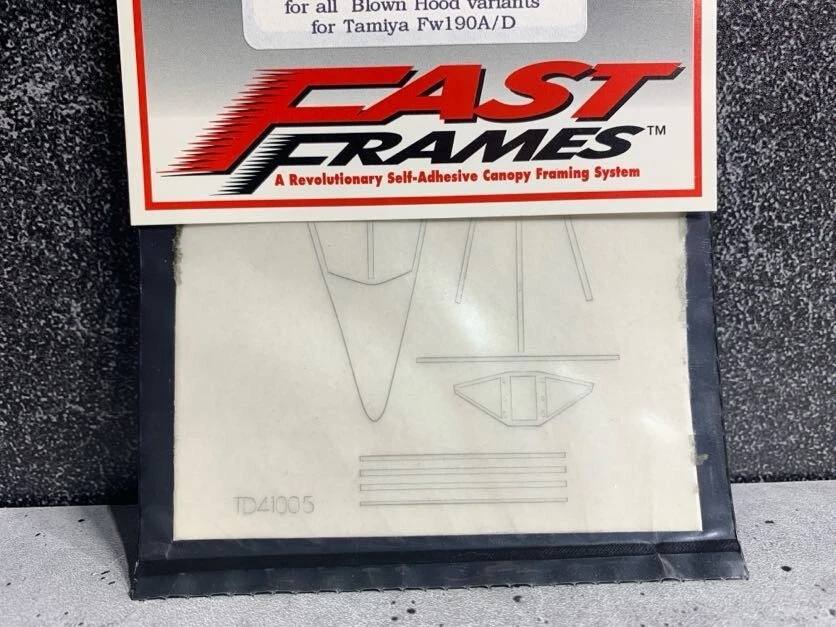 for all Blown Hood variants
for Tamiya Fw190A/D
FAST
FRAMES™
A Revolutionary Self-Adhesive Canopy Framing System
TD41005